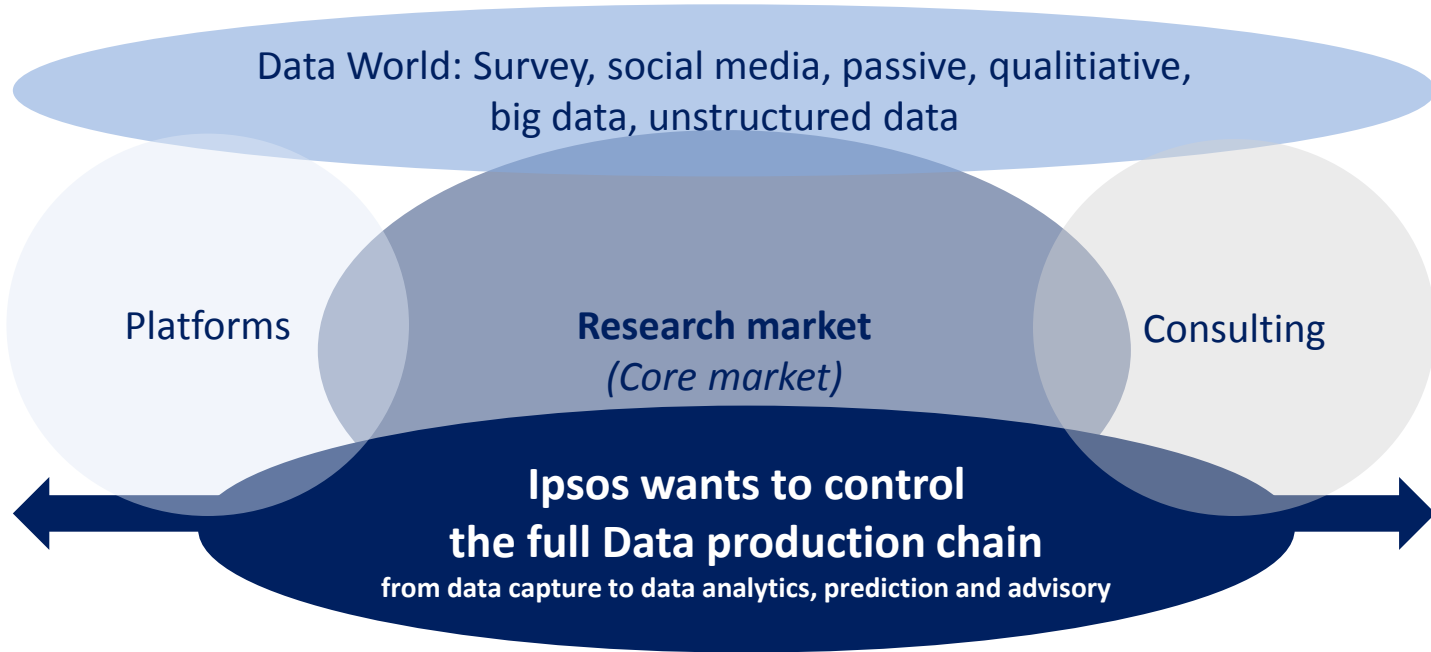 Data World: Survey, social media, passive, qualitiative,
big data, unstructured data
Platforms
Research market
(Core market)
Consulting
Ipsos wants to control
the full Data production chain
from data capture to data analytics, prediction and advisory